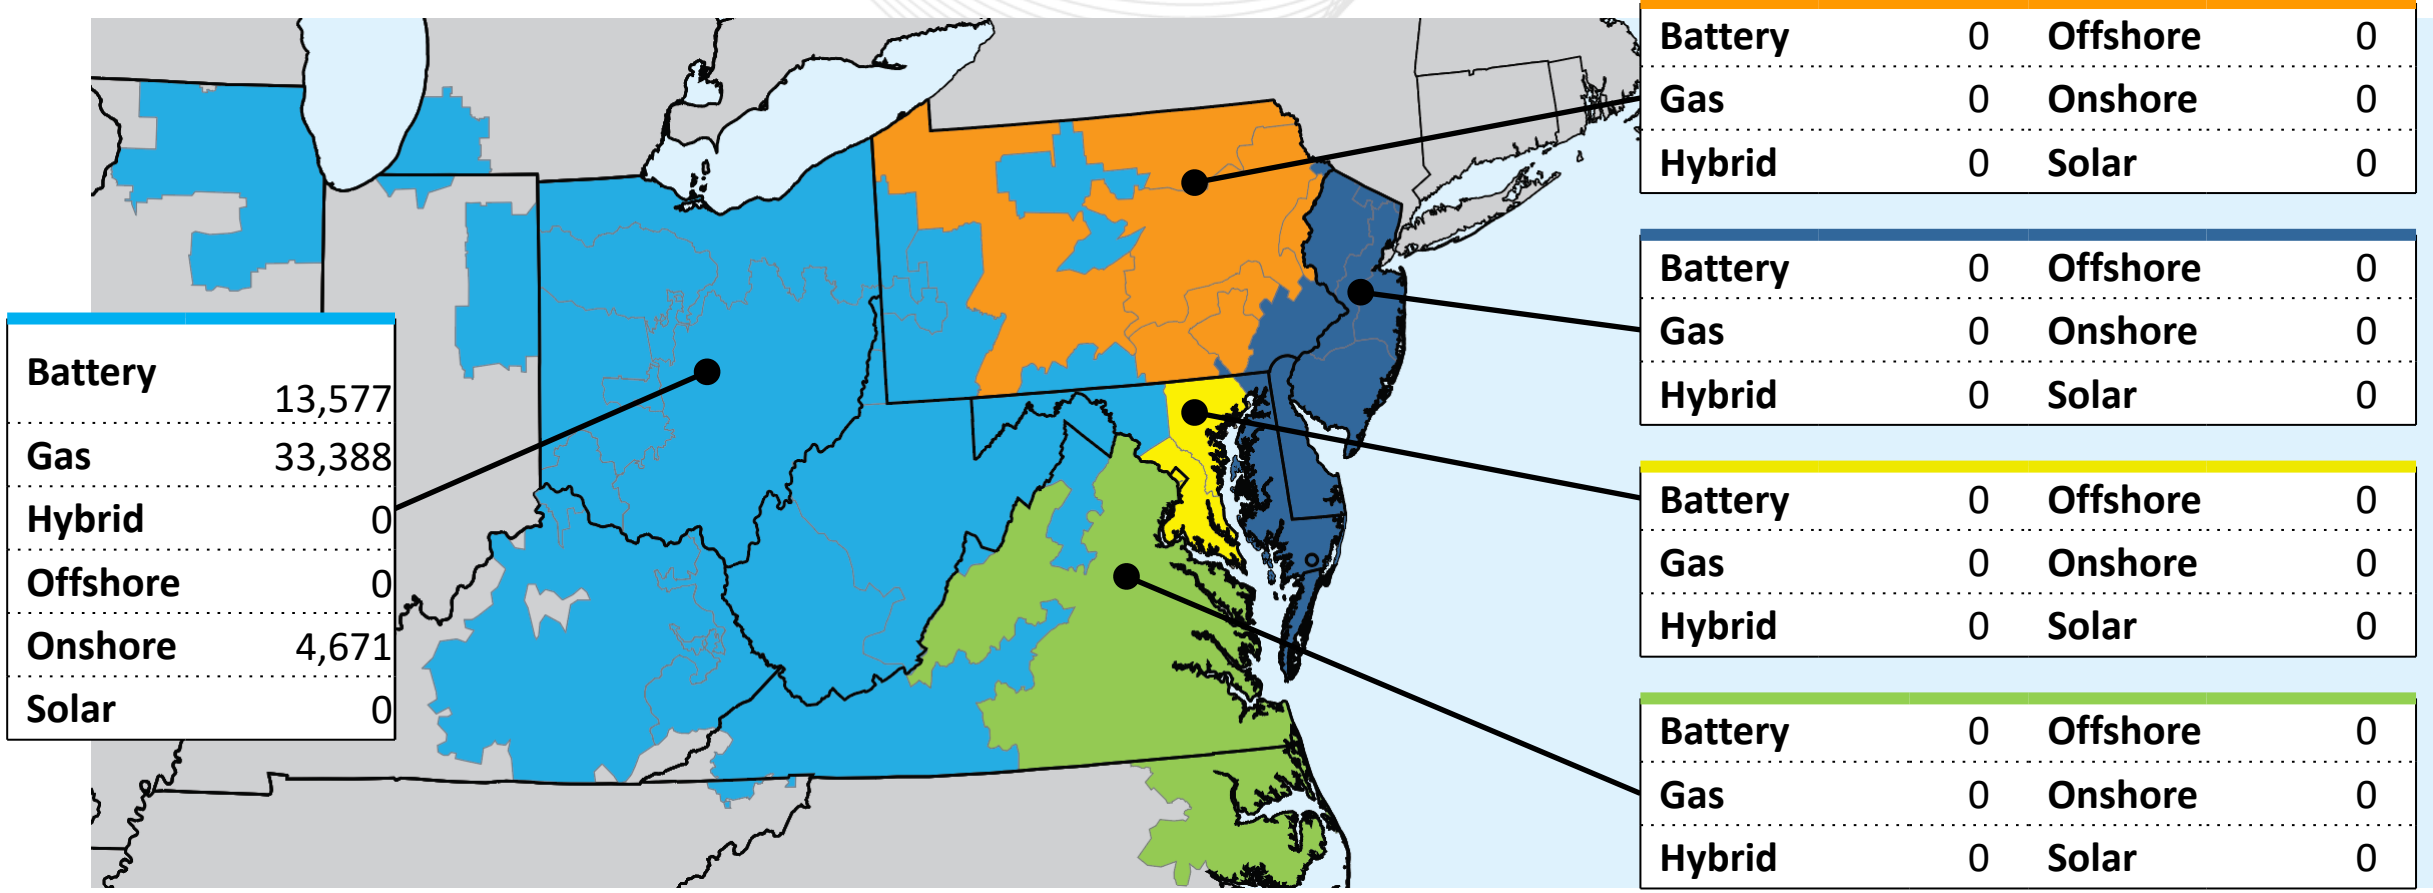 Battery 0 Offshore 0
Gas 0 Onshore 0
Hybrid 0 Solar 0
Battery 0 Offshore 0
Gas 0 Onshore 0
Hybrid 0 Solar 0
Battery
13,577
Gas 33,388
Hybrid 0
Offshore 0
Onshore 4,671
Solar 0
Battery 0 Offshore 0
Gas 0 Onshore 0
Hybrid 0 Solar 0
Battery 0 Offshore 0
Gas 0 Onshore 0
Hybrid 0 Solar 0